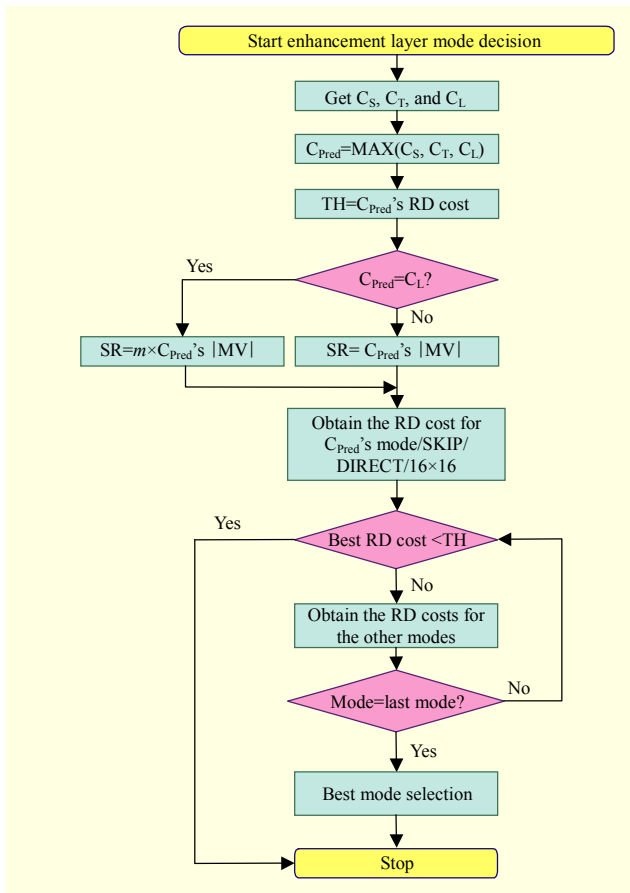 Start enhancement layer mode decision
Get C_S, C_T, and C_L
C_Pred=MAX(C_S, C_T, C_L)
TH=C_Pred's RD cost
Yes
C_Pred=C_L?
No
SR=m×C_Pred's |MV|
SR= C_Pred's |MV|
Obtain the RD cost for
C_Pred's mode/SKIP/
DIRECT/16×16
Yes
Best RD cost <TH
No
Obtain the RD costs for
the other modes
Mode=last mode?
No
Yes
Best mode selection
Stop